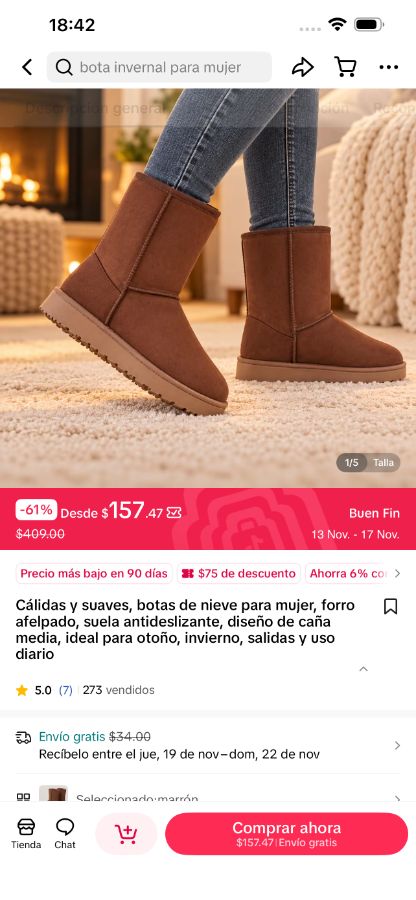 18:42
bota invernal para mujer
Descripción general
1/5 Talla
-61% Desde $157.47
$409.00
Buen Fin
13 Nov. - 17 Nov.
Precio más bajo en 90 días
$75 de descuento
Ahorra 6% co
Cálidas y suaves, botas de nieve para mujer, forro
afelpado, suela antideslizante, diseño de caña
media, ideal para otoño, invierno, salidas y uso
diario
5.0 (7) 273 vendidos
Envío gratis $34.00
Recíbelo entre el jue, 19 de nov–dom, 22 de nov
Seleccionado:marrón
Tienda
Chat
Comprar ahora
$157.47|Envío gratis